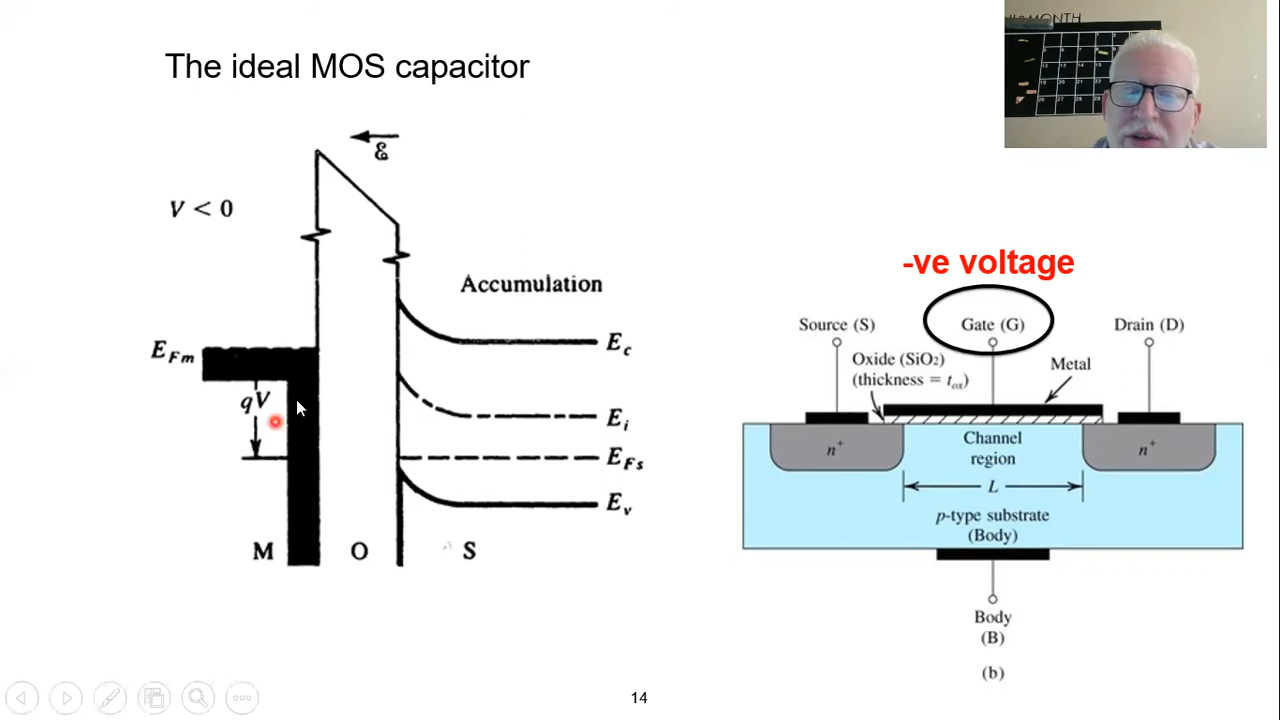 The ideal MOS capacitor
MONTH
ℰ
V < 0
-ve voltage
Accumulation
Source (S)
Gate (G)
Drain (D)
E_c
E_Fm
Oxide (SiO₂)
(thickness = t_ox)
Metal
qV
E_i
Channel
region
n⁺
n⁺
E_Fs
L
E_v
p-type substrate
(Body)
M
O
S
Body
(B)
(b)
14